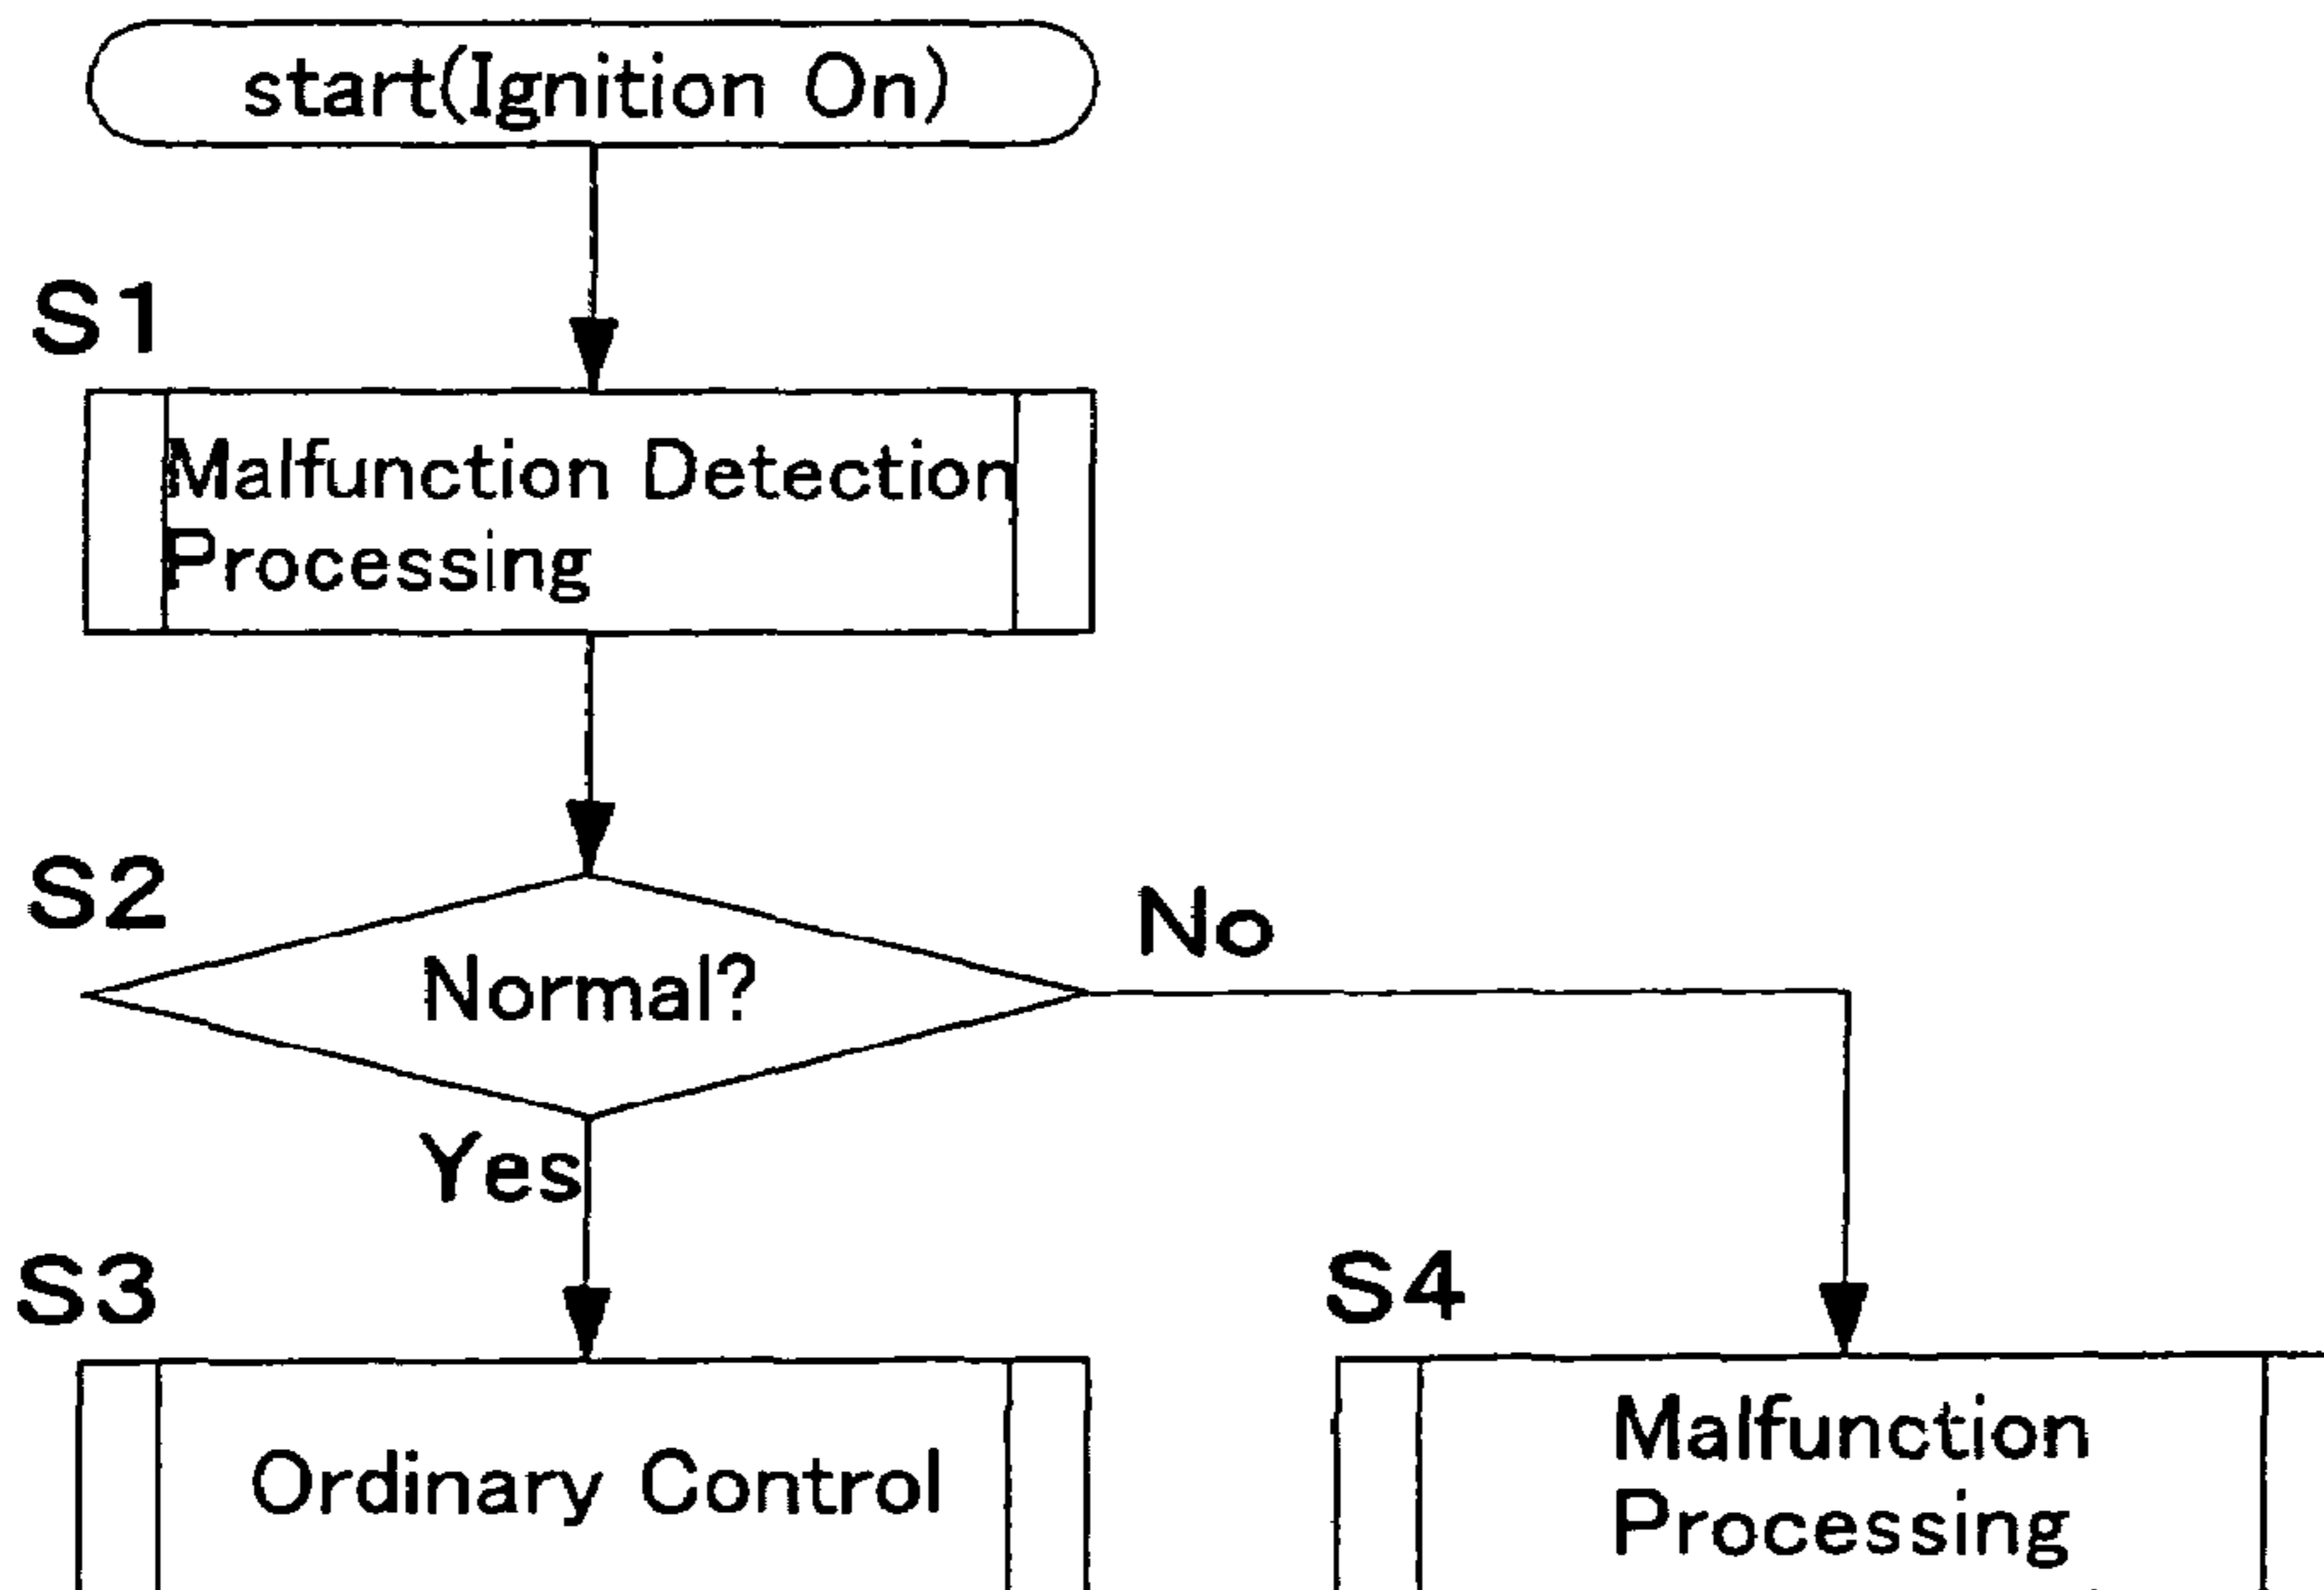 start(Ignition On)
S1
Malfunction Detection
Processing
S2
Normal?
No
Yes
S3
S4
Ordinary Control
Malfunction
Processing